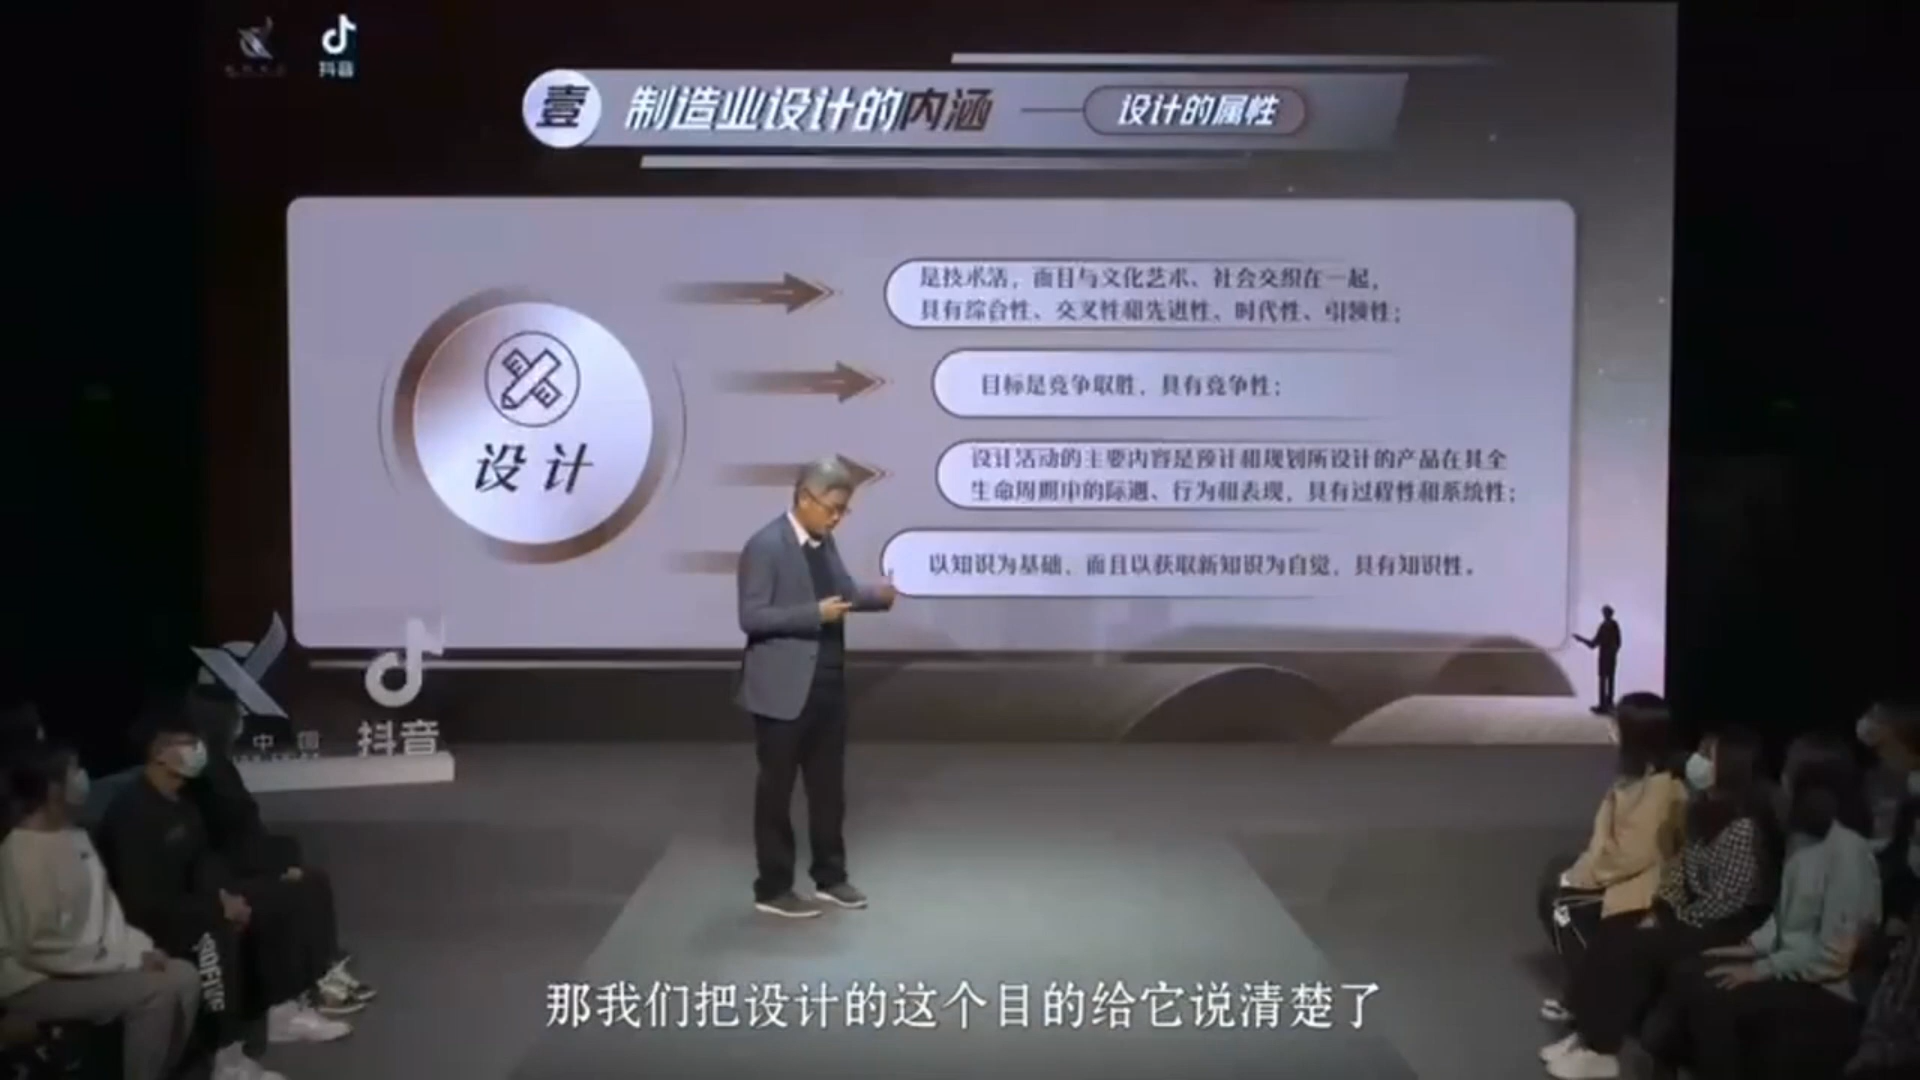 抖音
壹 制造业设计的内涵 设计的属性
是技术活，而且与文化艺术、社会交织在一起，
具有综合性、交叉性和先进性、时代性、引领性；
目标是竞争取胜，具有竞争性；
设计活动的主要内容是预计和规划所设计的产品在其全
生命周期中的际遇、行为和表现，具有过程性和系统性；
以知识为基础，而且以获取新知识为自觉，具有知识性。
设计
中国
抖音
那我们把设计的这个目的给它说清楚了